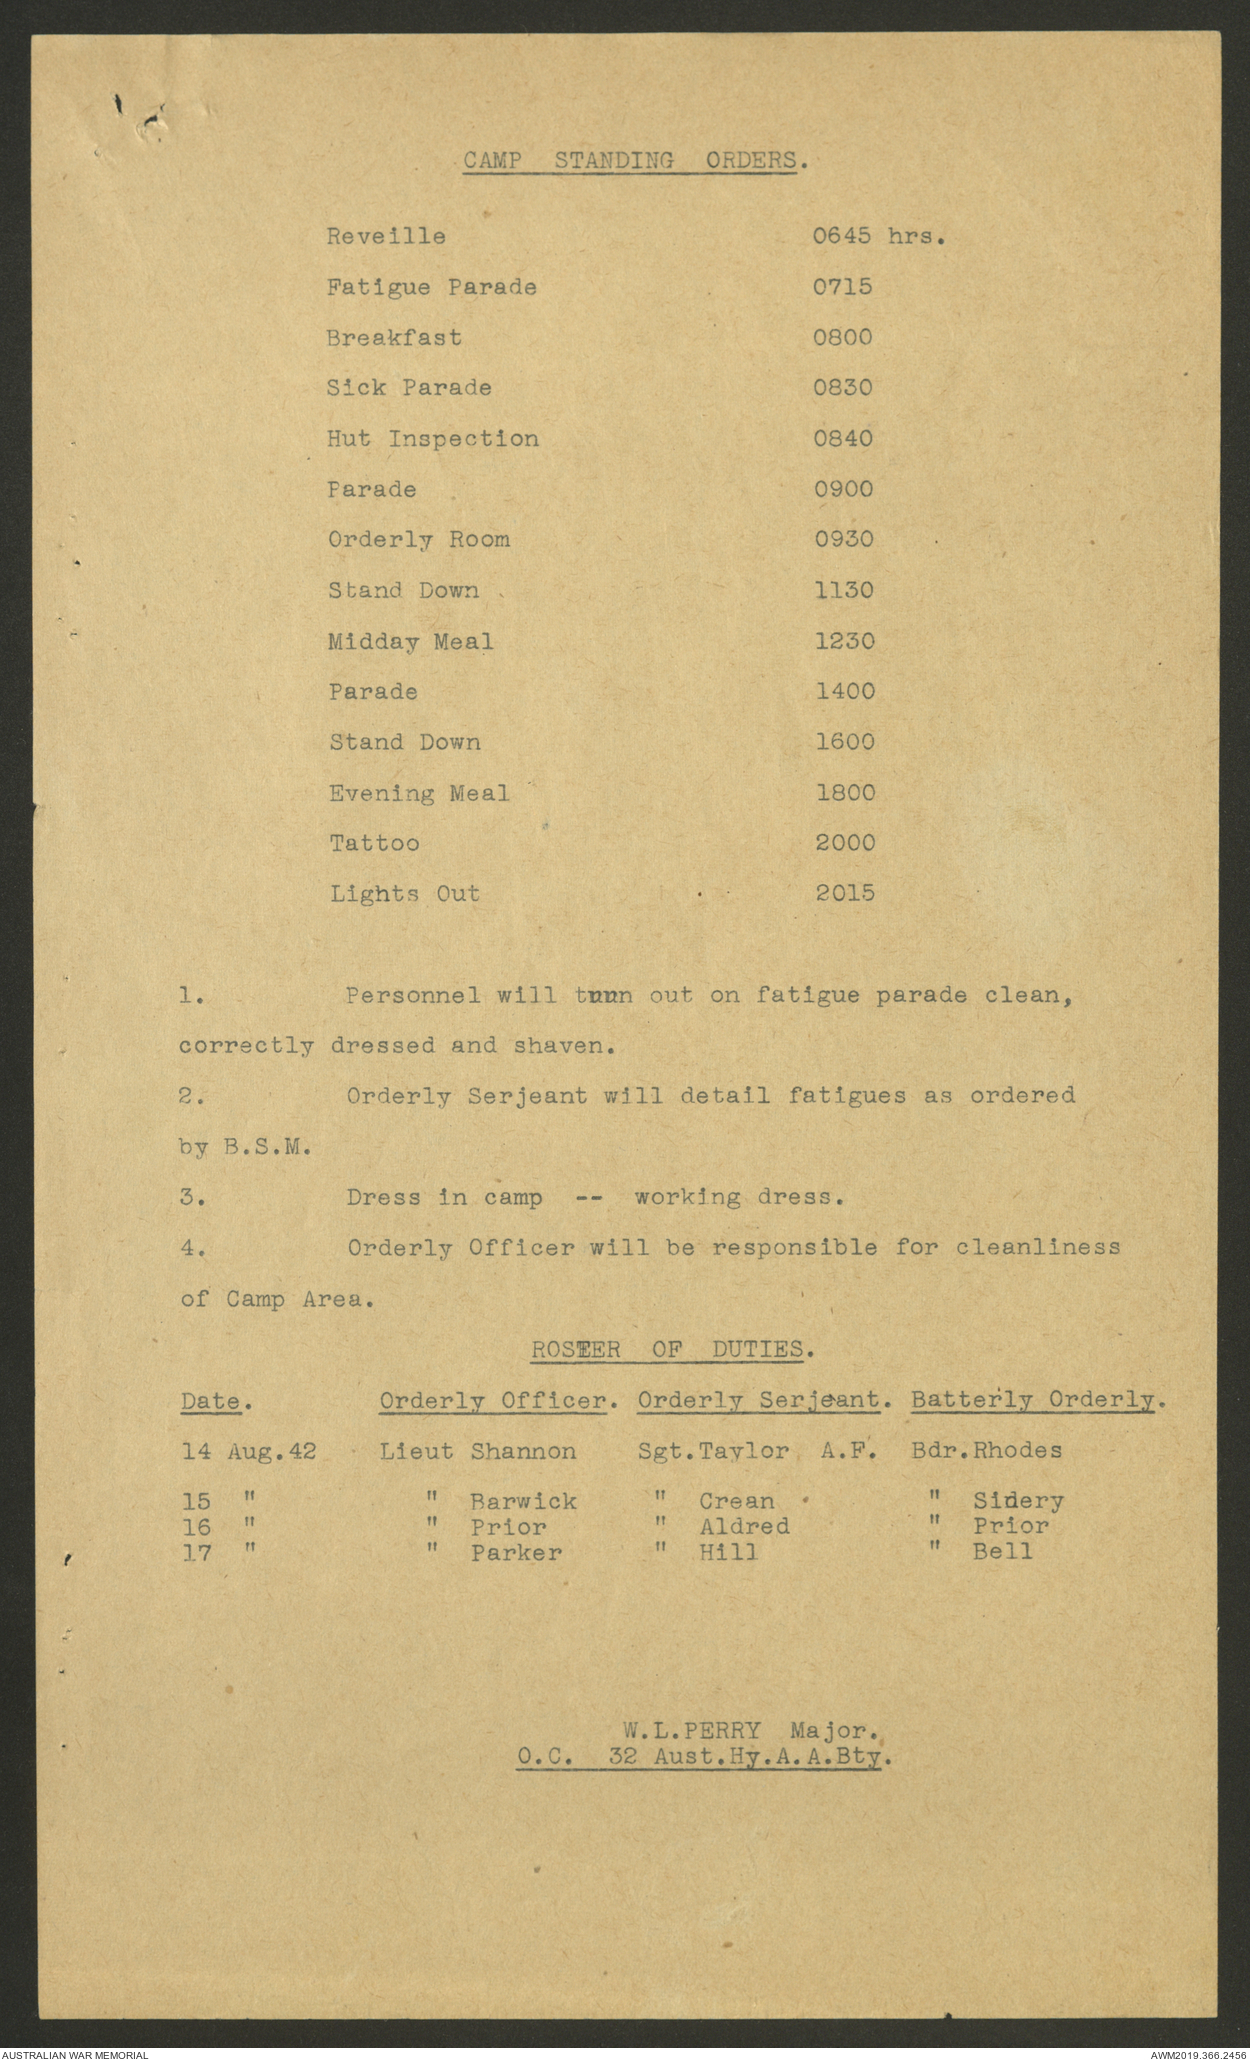 CAMP STANDING ORDERS.
Reveille 0645 hrs.
Fatigue Parade 0715
Breakfast 0800
Sick Parade 0830
Hut Inspection 0840
Parade 0900
Orderly Room 0930
Stand Down 1130
Midday Meal 1230
Parade 1400
Stand Down 1600
Evening Meal 1800
Tattoo 2000
Lights Out 2015
1. Personnel will turn out on fatigue parade clean,
correctly dressed and shaven.
2. Orderly Serjeant will detail fatigues as ordered
by B.S.M.
3. Dress in camp -- working dress.
4. Orderly Officer will be responsible for cleanliness
of Camp Area.
ROSTER OF DUTIES.
Date. Orderly Officer. Orderly Serjeant. Batterly Orderly.
14 Aug.42 Lieut Shannon Sgt.Taylor A.F. Bdr.Rhodes
15 " " Barwick " Crean " Sidery
16 " " Prior " Aldred " Prior
17 " " Parker " Hill " Bell
W.L.PERRY Major.
O.C. 32 Aust.Hy.A.A.Bty.
AUSTRALIAN WAR MEMORIAL AWM2019.366.2456